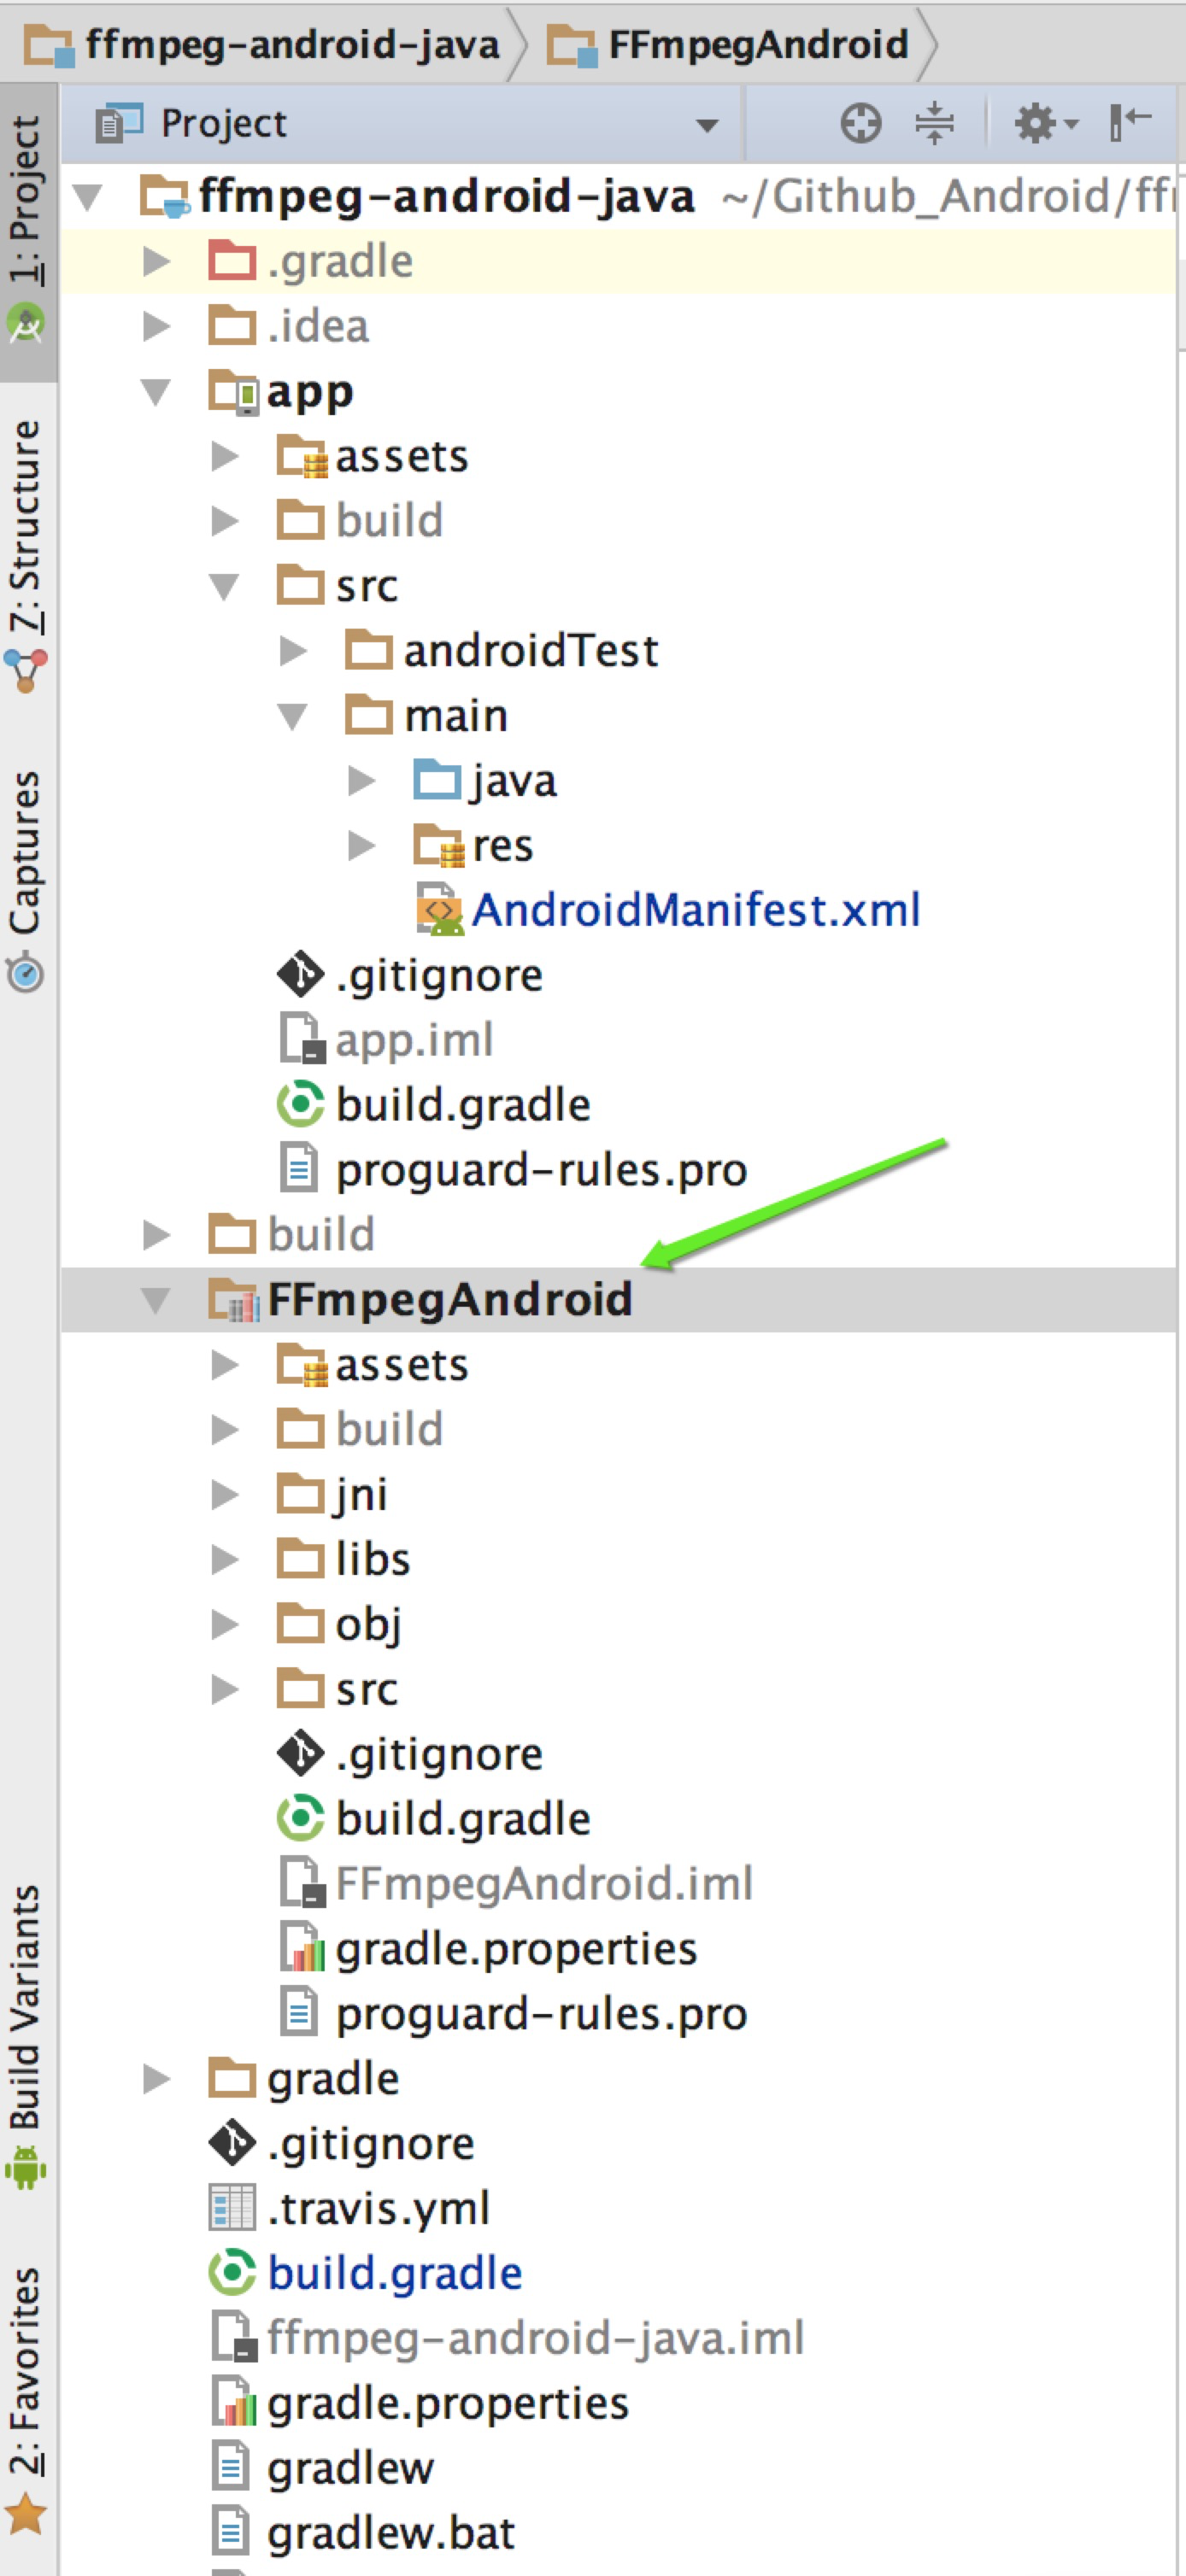 ffmpeg-android-java FFmpegAndroid
Project
ffmpeg-android-java ~/Github_Android/ff
.gradle
.idea
app
assets
build
src
androidTest
main
java
res
AndroidManifest.xml
.gitignore
app.iml
build.gradle
proguard-rules.pro
build
FFmpegAndroid
assets
build
jni
libs
obj
src
.gitignore
build.gradle
FFmpegAndroid.iml
gradle.properties
proguard-rules.pro
gradle
.gitignore
.travis.yml
build.gradle
ffmpeg-android-java.iml
gradle.properties
gradlew
gradlew.bat
1: Project
7: Structure
Captures
Build Variants
2: Favorites